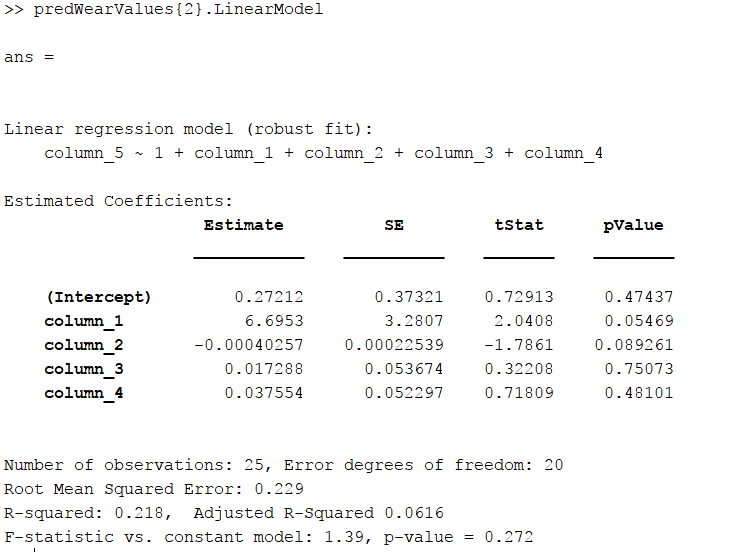 >> predWearValues{2}.LinearModel
ans =
Linear regression model (robust fit):
column_5 ~ 1 + column_1 + column_2 + column_3 + column_4
Estimated Coefficients:
Estimate SE tStat pValue
(Intercept) 0.27212 0.37321 0.72913 0.47437
column_1 6.6953 3.2807 2.0408 0.05469
column_2 -0.00040257 0.00022539 -1.7861 0.089261
column_3 0.017288 0.053674 0.32208 0.75073
column_4 0.037554 0.052297 0.71809 0.48101
Number of observations: 25, Error degrees of freedom: 20
Root Mean Squared Error: 0.229
R-squared: 0.218, Adjusted R-Squared 0.0616
F-statistic vs. constant model: 1.39, p-value = 0.272